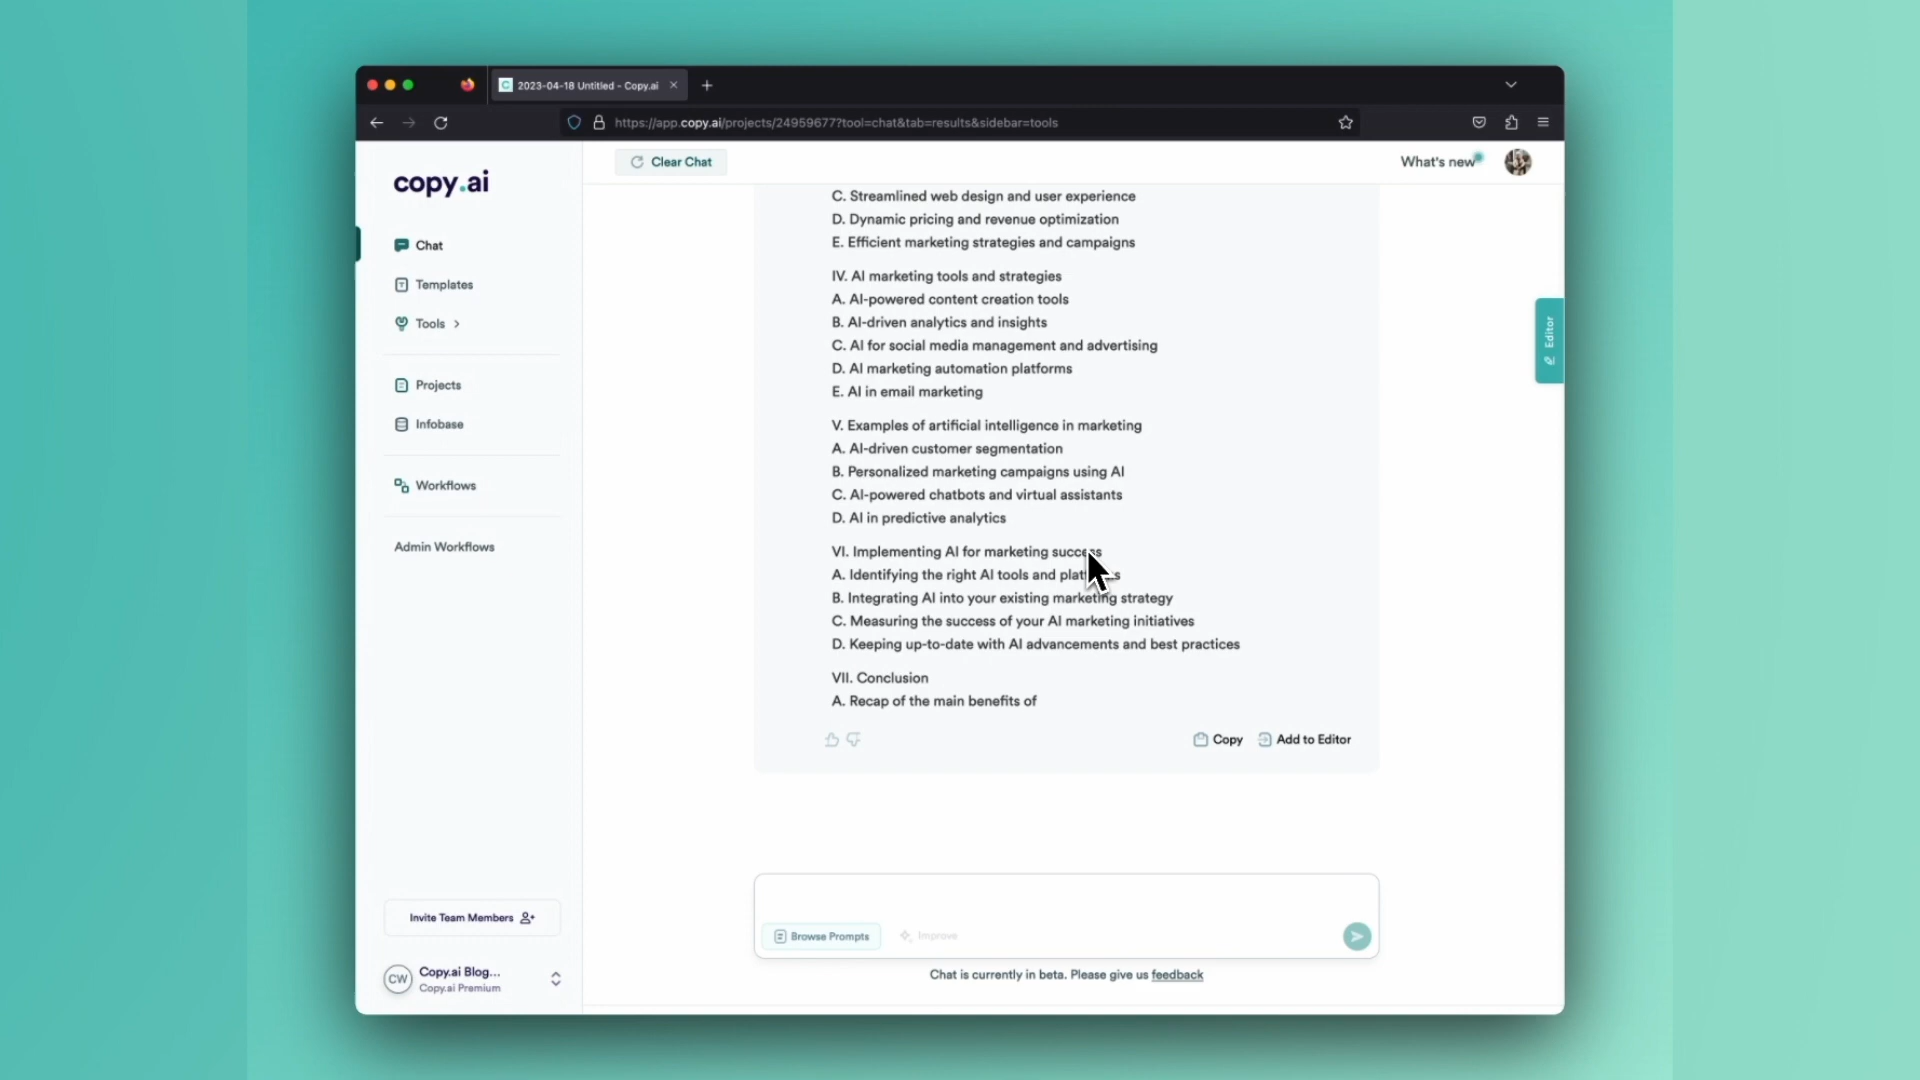 2023-04-18 Untitled - Copy.ai
https://app.copy.ai/projects/24959677?tool=chat&tab=results&sidebar=tools
copy.ai
Clear Chat
What's new
Chat
Templates
Tools
Projects
Infobase
Workflows
Admin Workflows
C. Streamlined web design and user experience
D. Dynamic pricing and revenue optimization
E. Efficient marketing strategies and campaigns
IV. AI marketing tools and strategies
A. AI-powered content creation tools
B. AI-driven analytics and insights
C. AI for social media management and advertising
D. AI marketing automation platforms
E. AI in email marketing
V. Examples of artificial intelligence in marketing
A. AI-driven customer segmentation
B. Personalized marketing campaigns using AI
C. AI-powered chatbots and virtual assistants
D. AI in predictive analytics
VI. Implementing AI for marketing success
A. Identifying the right AI tools and
B. Integrating AI into your existing marketing strategy
C. Measuring the success of your AI marketing initiatives
D. Keeping up-to-date with AI advancements and best practices
VII. Conclusion
A. Recap of the main benefits of
Copy
Add to Editor
Editor
Browse Prompts
Improve
Chat is currently in beta. Please give us feedback
Invite Team Members
CW
Copy.ai Blog...
Copy.ai Premium